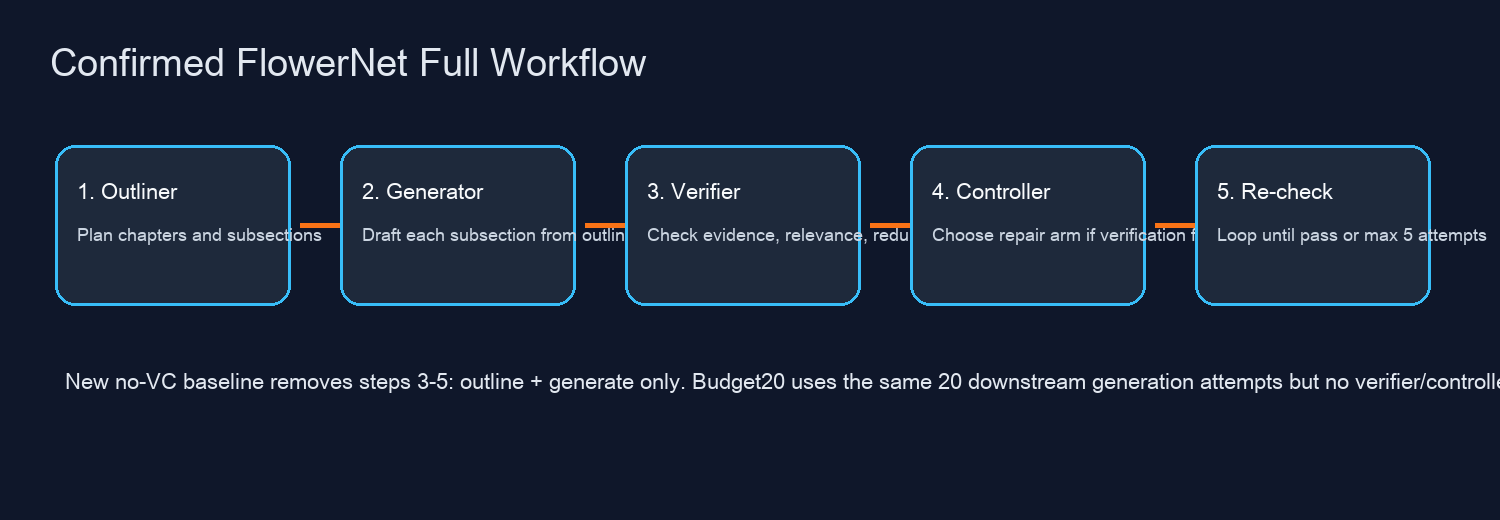 Confirmed FlowerNet Full Workflow
1. Outliner
Plan chapters and subsections
2. Generator
Draft each subsection from outlin
3. Verifier
Check evidence, relevance, redu
4. Controller
Choose repair arm if verification f
5. Re-check
Loop until pass or max 5 attempts
New no-VC baseline removes steps 3-5: outline + generate only. Budget20 uses the same 20 downstream generation attempts but no verifier/controlle